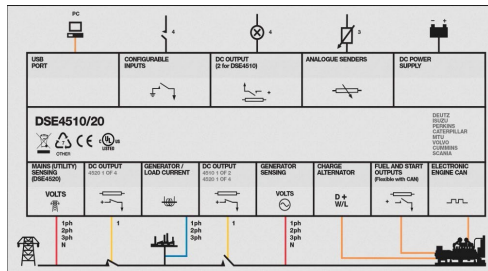 PC
4
4
3
USB
PORT
CONFIGURABLE
INPUTS
DC OUTPUT
(2 for DSE4510)
ANALOGUE SENDERS
DC POWER
SUPPLY
DSE4510/20
OTHER
c UL US
LISTED
DEUTZ
ISUZU
PERKINS
CATERPILLAR
MTU
VOLVO
CUMMINS
SCANIA
MAINS (UTILITY)
SENSING
(DSE4520)
VOLTS
DC OUTPUT
4520 1 OF 4
GENERATOR /
LOAD CURRENT
DC OUTPUT
4510 1 OF 2
4520 1 OF 4
GENERATOR
SENSING
VOLTS
CHARGE
ALTERNATOR
D +
W/L
FUEL AND START
OUTPUTS
(Flexible with CAN)
ELECTRONIC
ENGINE CAN
1ph
2ph
3ph
N
1
1ph
2ph
3ph
1
1ph
2ph
3ph
N